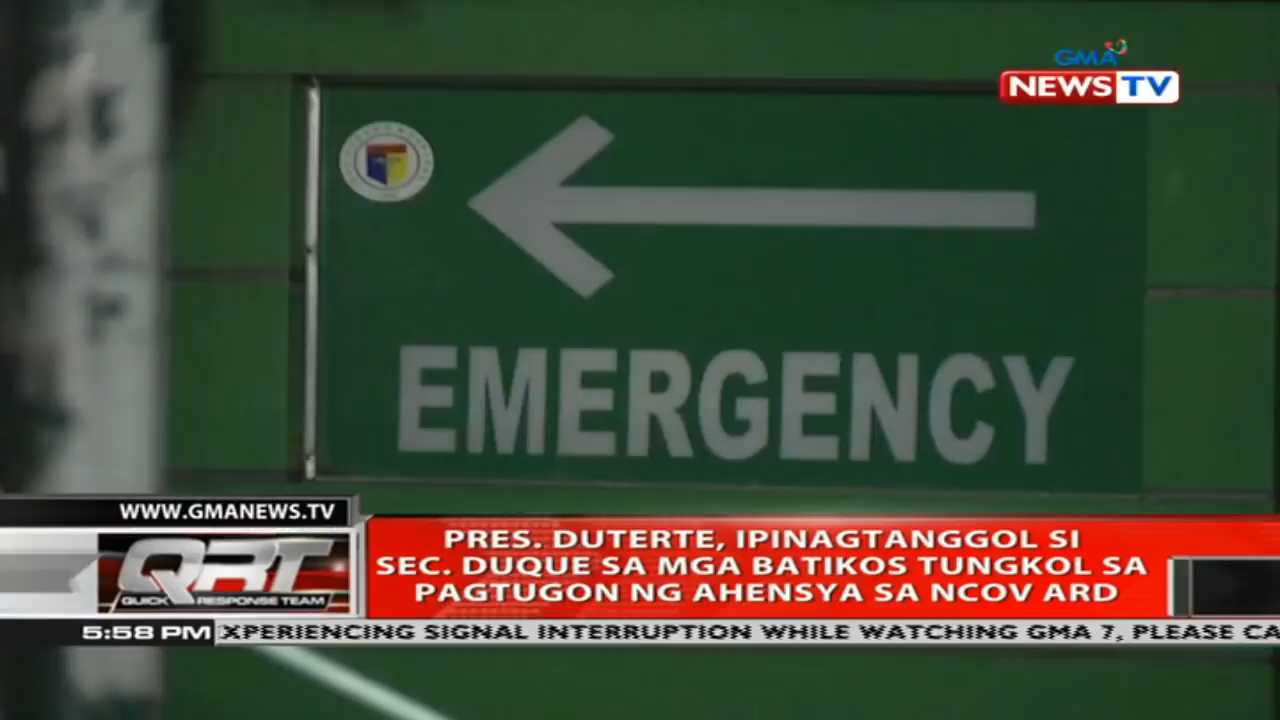 GMA
NEWS TV
EMERGENCY
WWW.GMANEWS.TV
QRT
QUICK RESPONSE TEAM
PRES. DUTERTE, IPINAGTANGGOL SI
SEC. DUQUE SA MGA BATIKOS TUNGKOL SA
PAGTUGON NG AHENSYA SA NCOV ARD
5:58 PM
XPERIENCING SIGNAL INTERRUPTION WHILE WATCHING GMA 7, PLEASE CA